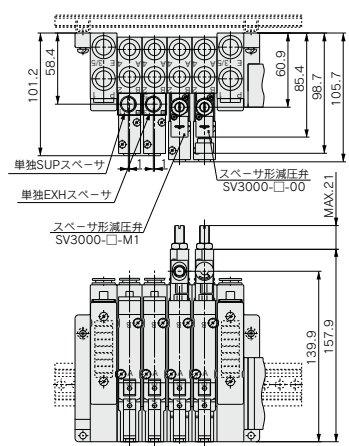 101.2
58.4
60.9
85.4
98.7
105.7
単独SUPスペーサ
1
1
単独EXHスペーサ
スペーサ形減圧弁
SV3000-□-00
スペーサ形減圧弁
SV3000-□-M1
MAX.21
139.9
157.9